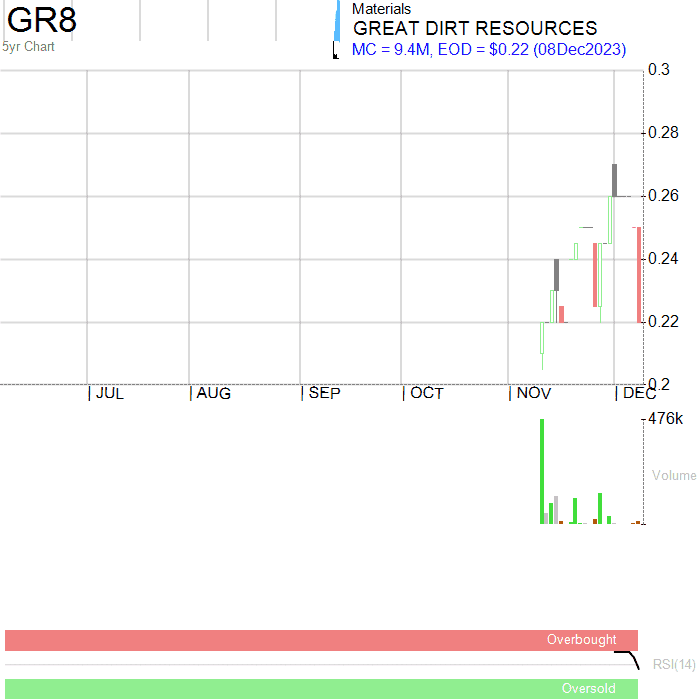 GR8
5yr Chart
Materials
GREAT DIRT RESOURCES
MC = 9.4M, EOD = $0.22 (08Dec2023)
0.3
0.28
0.26
0.24
0.22
0.2
JUL AUG SEP OCT NOV DEC
476k
Volume
Overbought
RSI(14)
Oversold